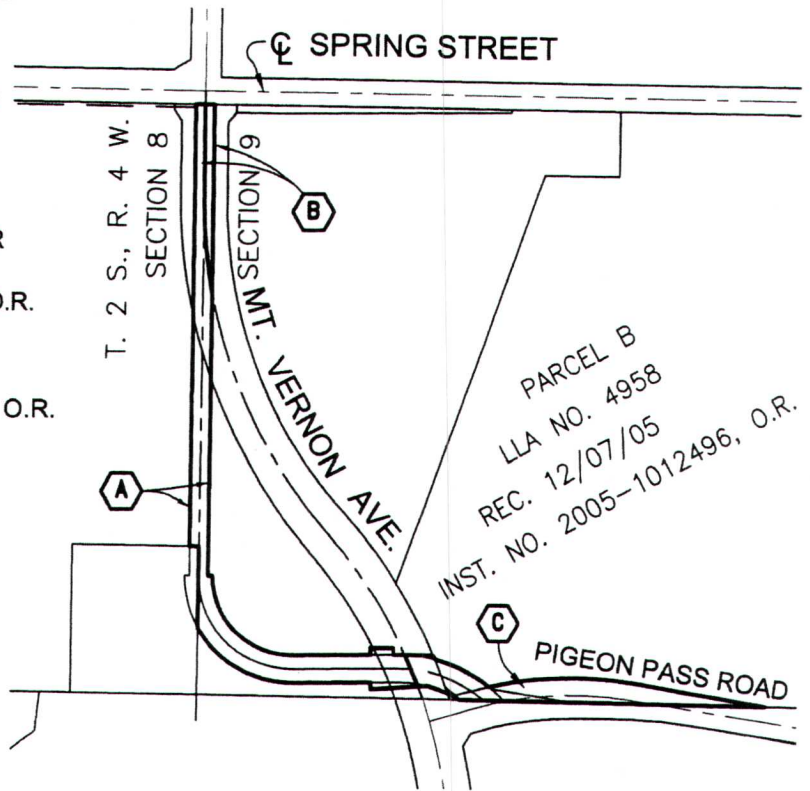 ℄ SPRING STREET
T. 2 S., R. 4 W.
SECTION 8
SECTION 9
B
R
O.R.
MT. VERNON AVE.
O.R.
PARCEL B
LLA NO. 4958
REC. 12/07/05
INST. NO. 2005-1012496, O.R.
A
C
PIGEON PASS ROAD